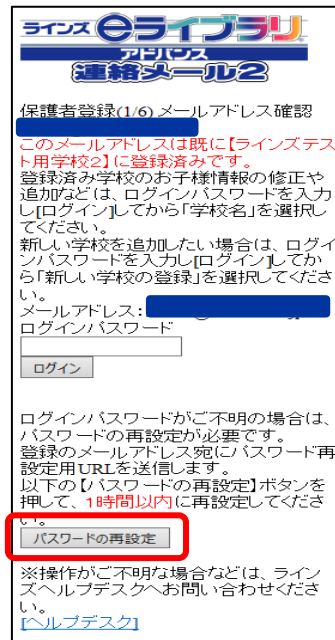 ラインズ eライブラリ
アドバンス
連絡メール2
保護者登録(1/6) メールアドレス確認
このメールアドレスは既に【ラインズテス
ト用学校2】に登録済みです。
登録済み学校のお子様情報の修正や
追加などは、ログインパスワードを入力
し[ログイン]してから「学校名」を選択し
てください。
新しい学校を追加したい場合は、ログイ
ンパスワードを入力し[ログイン]してか
ら「新しい学校の登録」を選択してくださ
い。
メールアドレス:
ログインパスワード
ログイン
ログインパスワードがご不明の場合は、
パスワードの再設定が必要です。
登録のメールアドレス宛にパスワード再
設定用URLを送信します。
以下の【パスワードの再設定】ボタンを
押して、1時間以内に再設定してくださ
い。
パスワードの再設定
※操作がご不明な場合などは、ライン
ズヘルプデスクへお問い合わせくださ
い。
[ヘルプデスク]